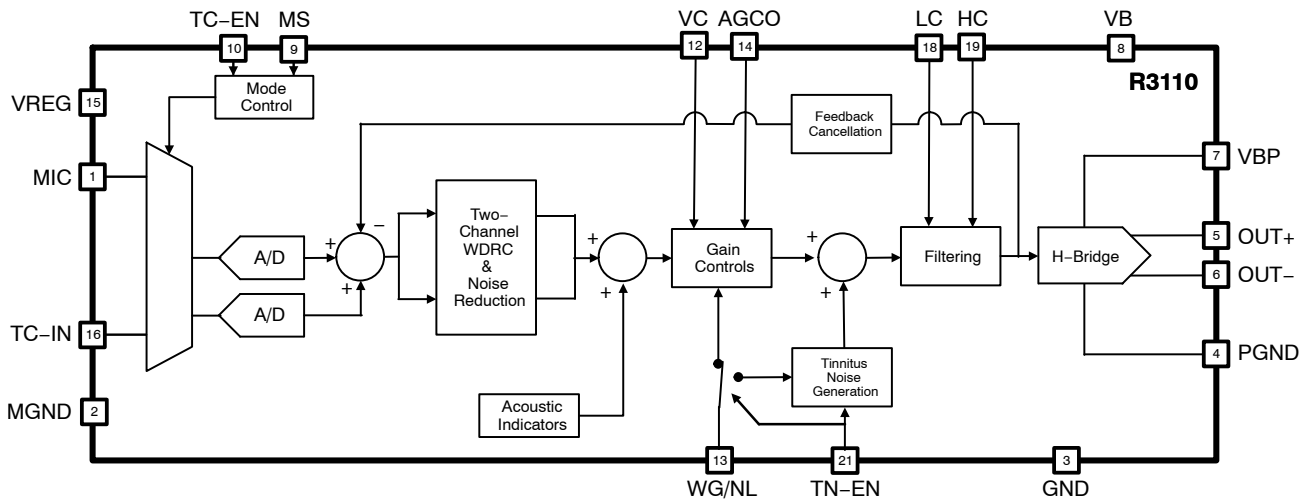 TC−EN MS VC AGCO LC HC VB
10 9 12 14 18 19 8
R3110
VREG 15
Mode
Control
Feedback
Cancellation
MIC 1
7 VBP
−
+
+
Two−
Channel
WDRC
&
Noise
Reduction
+
+
Gain
Controls
+
+
Filtering
H−Bridge
A/D
A/D
5 OUT+
6 OUT−
TC−IN 16
4 PGND
Tinnitus
Noise
Generation
MGND 2
Acoustic
Indicators
13 21 3
WG/NL TN−EN GND